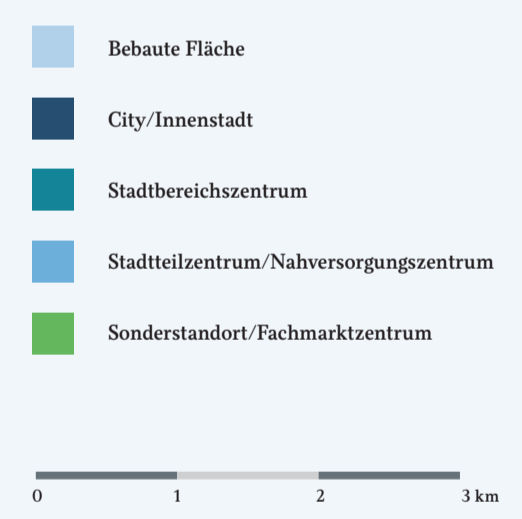 Bebaute Fläche
City/Innenstadt
Stadtbereichszentrum
Stadtteilzentrum/Nahversorgungszentrum
Sonderstandort/Fachmarktzentrum
0 1 2 3 km